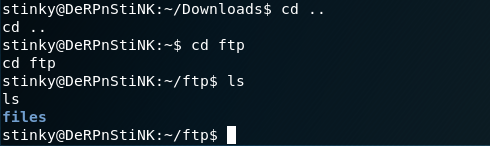 stinky@DeRPnStiNK:~/Downloads$ cd ..
cd ..
stinky@DeRPnStiNK:~$ cd ftp
cd ftp
stinky@DeRPnStiNK:~/ftp$ ls
ls
files
stinky@DeRPnStiNK:~/ftp$